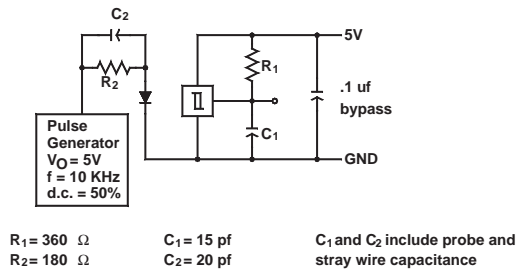 C2
R2
5V
R1
.1 uf
bypass
C1
GND
Pulse
Generator
VO = 5V
f = 10 KHz
d.c. = 50%
R1 = 360 Ω
C1 = 15 pf
C1 and C2 include probe and
R2 = 180 Ω
C2 = 20 pf
stray wire capacitance